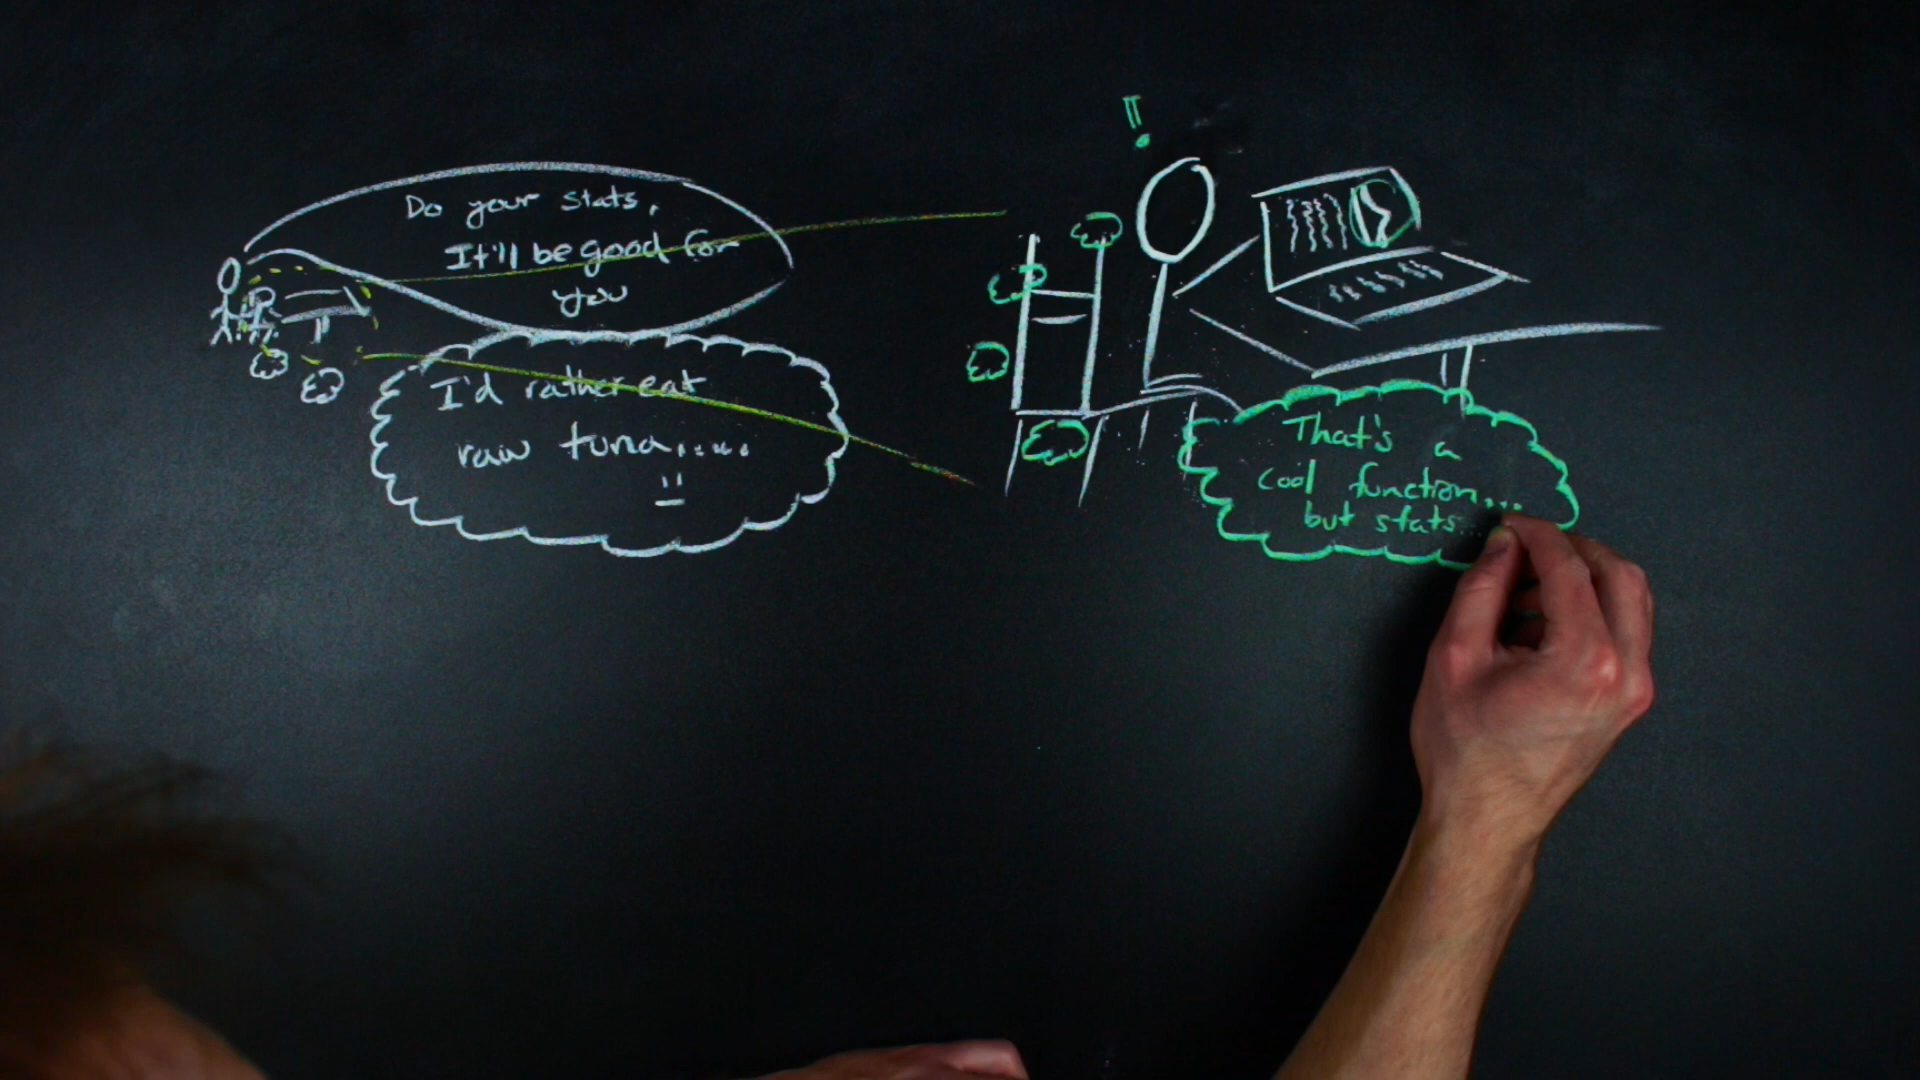 Do your stats,
It'll be good for
you
I'd rather eat
raw tuna.....
!
That's a
cool function...
but stats...